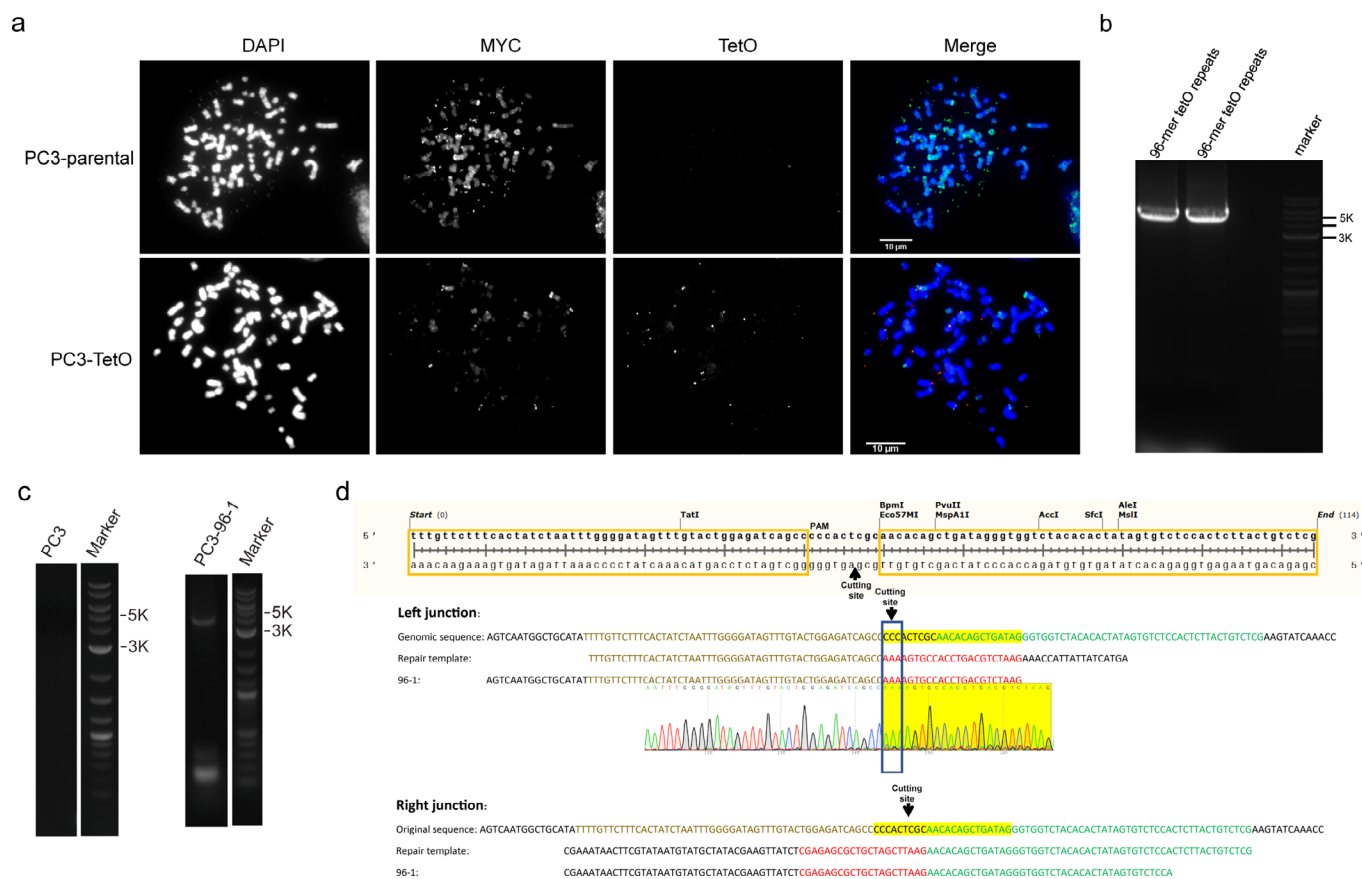 a
DAPI MYC TetO Merge
PC3-parental
10 µm
PC3-TetO
10 µm
b
96-mer tetO repeats
96-mer tetO repeats
marker
5K
3K
c
PC3
Marker
PC3-96-1
Marker
-5K
-3K
-5K
-3K
d
Start (0)
TatI
PAM
BpmI
Eco57MI
PvuII
MspA1I
AccI
SfcI
AleI
MslI
End (114)
5 ' tttgttctttcactatctaatttggggatagtttgtactggagatcagcccccactcgcaacacagctgatagggtggtctacacactatagtgtctccactcttactgtctcg 3 '
3 ' aaacaagaaagtgatagattaaacccctatcaaacatgacctctagtcgggggtgagcgttgtgtcgactatcccaccagatgtgtgatatcacagaggtgagaatgacagagc 5 '
Cutting site
Cutting site
Left junction:
Genomic sequence: AGTCAATGGCTGCATATTTTGTTCTTTCACTATCTAATTTGGGGATAGTTTGTACTGGAGATCAGCCCCCACTCGCAACACAGCTGATAGGGTGGTCTACACACTATAGTGTCTCCACTCTTACTGTCTCGAAGTATCAAACC
Repair template: TTTGTTCTTTCACTATCTAATTTGGGGATAGTTTGTACTGGAGATCAGCCAAAAGTGCCACCTGACGTCTAAGAAACCATTATTATCATGA
96-1: AGTCAATGGCTGCATATTTTGTTCTTTCACTATCTAATTTGGGGATAGTTTGTACTGGAGATCAGCCAAAAGTGCCACCTGACGTCTAAG
AATTTGGGGATAGTTTGTACTGGAGATCAGCCAAAAGTGCCACCTGACGTCTAAG
Right junction:
Cutting site
Original sequence: AGTCAATGGCTGCATATTTTGTTCTTTCACTATCTAATTTGGGGATAGTTTGTACTGGAGATCAGCCCCCACTCGCAACACAGCTGATAGGGTGGTCTACACACTATAGTGTCTCCACTCTTACTGTCTCGAAGTATCAAACC
Repair template: CGAAATAACTTCGTATAATGTATGCTATACGAAGTTATCTCGAGAGCGCTGCTAGCTTAAGAACACAGCTGATAGGGTGGTCTACACACTATAGTGTCTCCACTCTTACTGTCTCG
96-1: CGAAATAACTTCGTATAATGTATGCTATACGAAGTTATCTCGAGAGCGCTGCTAGCTTAAGAACACAGCTGATAGGGTGGTCTACACACTATAGTGTCTCCA